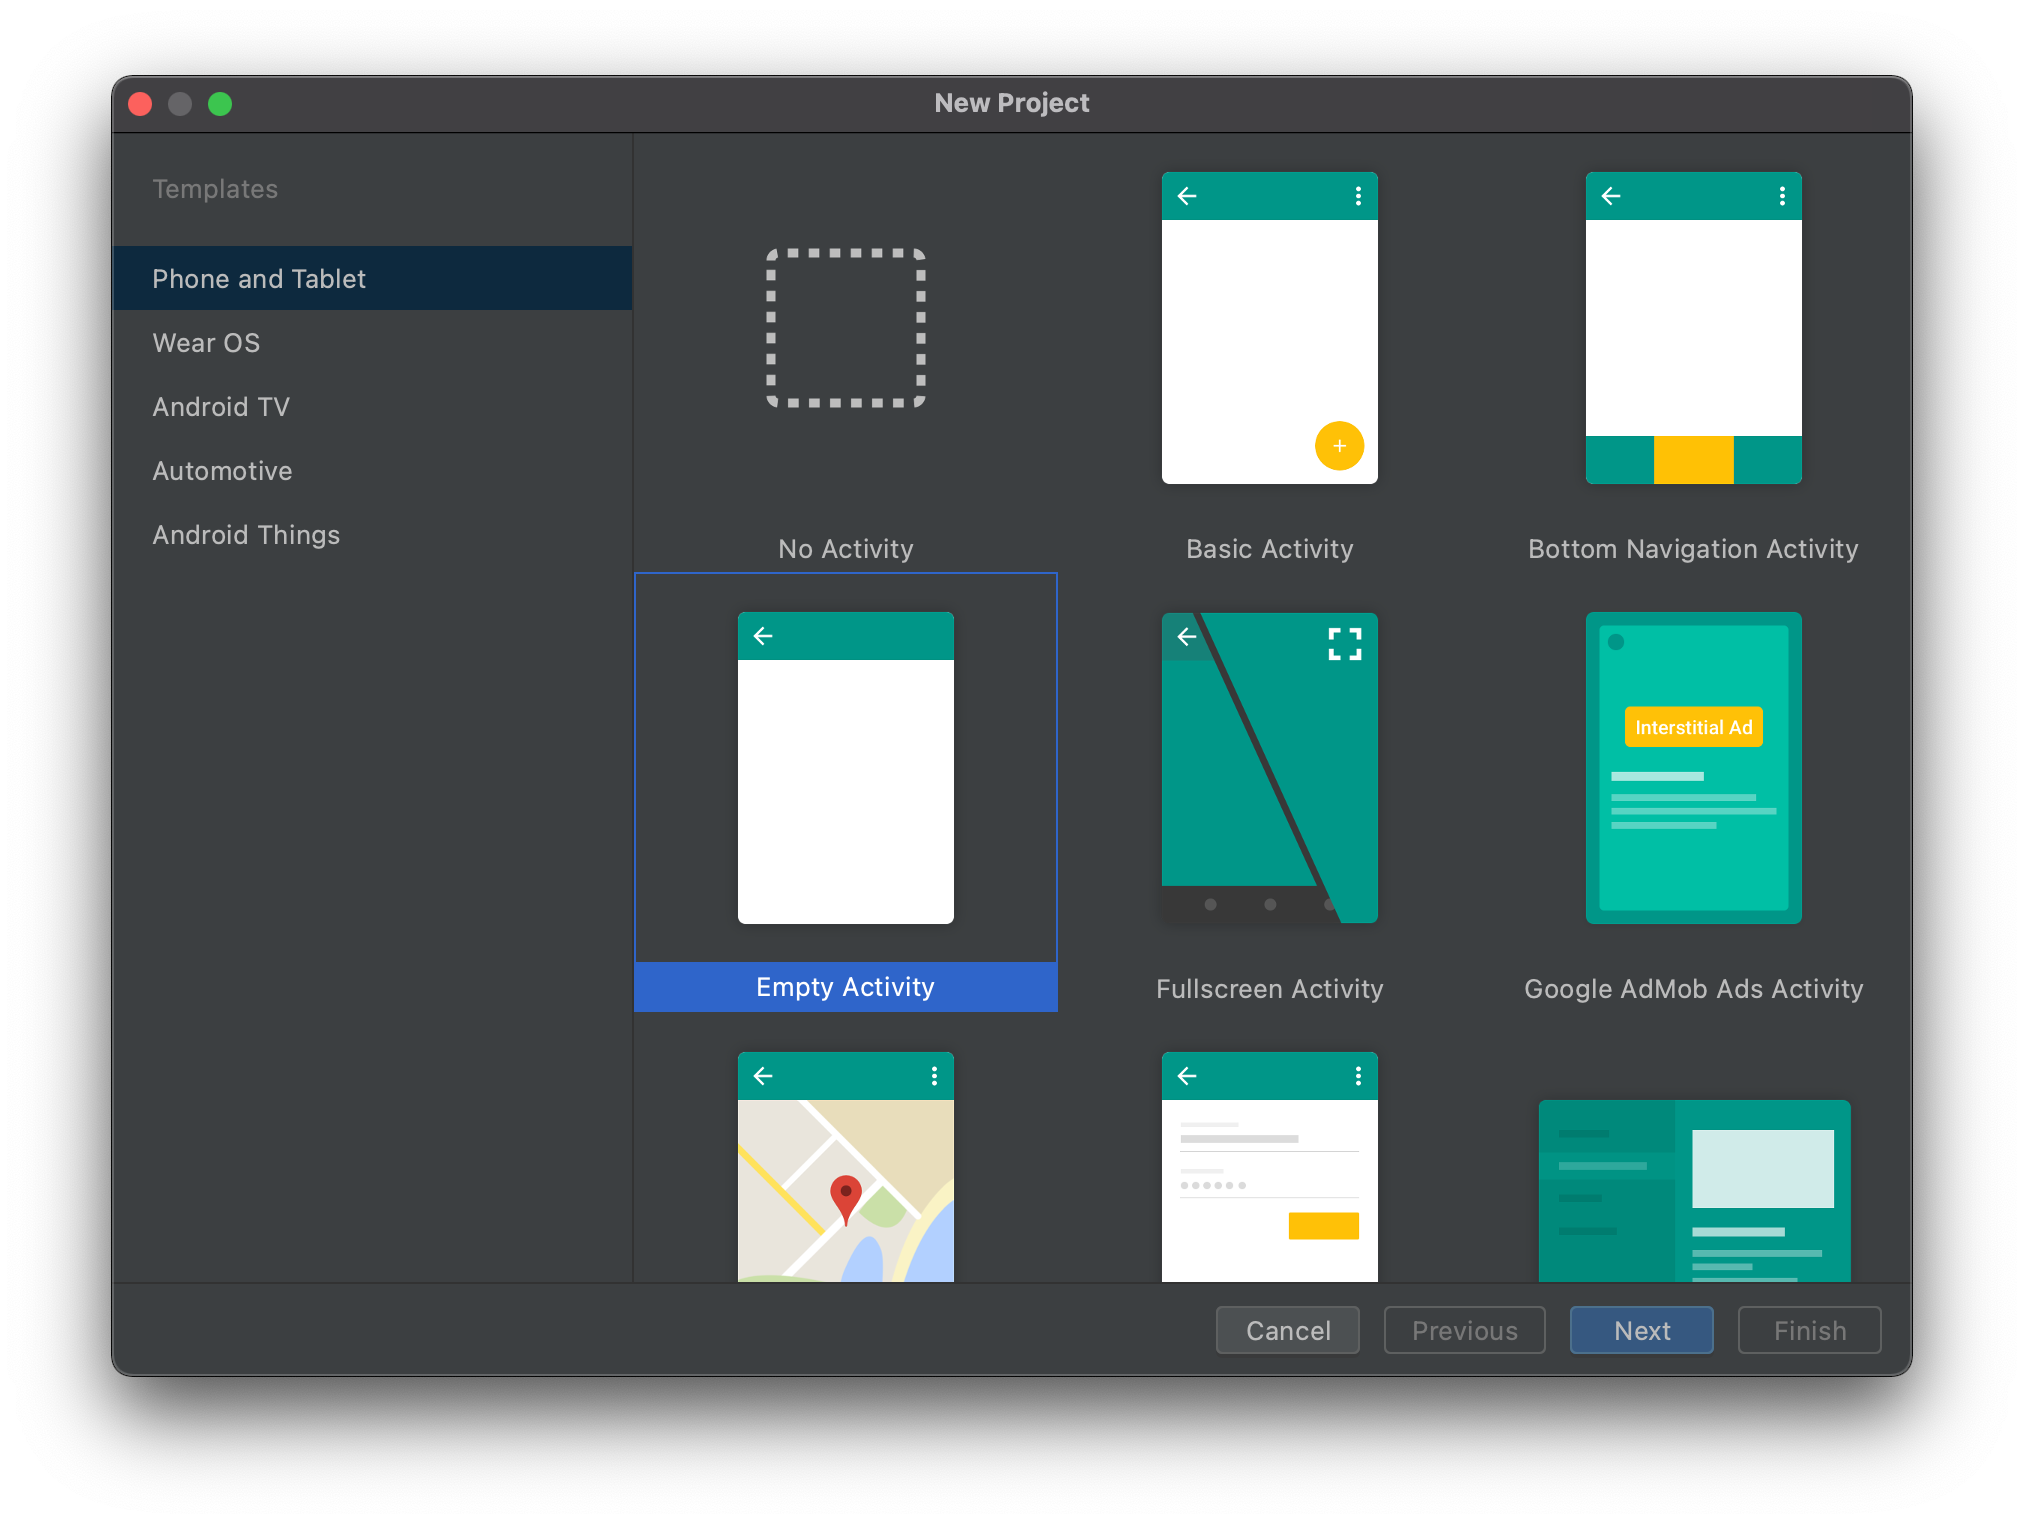 New Project
Templates
Phone and Tablet
Wear OS
Android TV
Automotive
Android Things
No Activity
Basic Activity
Bottom Navigation Activity
Interstitial Ad
Empty Activity
Fullscreen Activity
Google AdMob Ads Activity
Cancel
Previous
Next
Finish